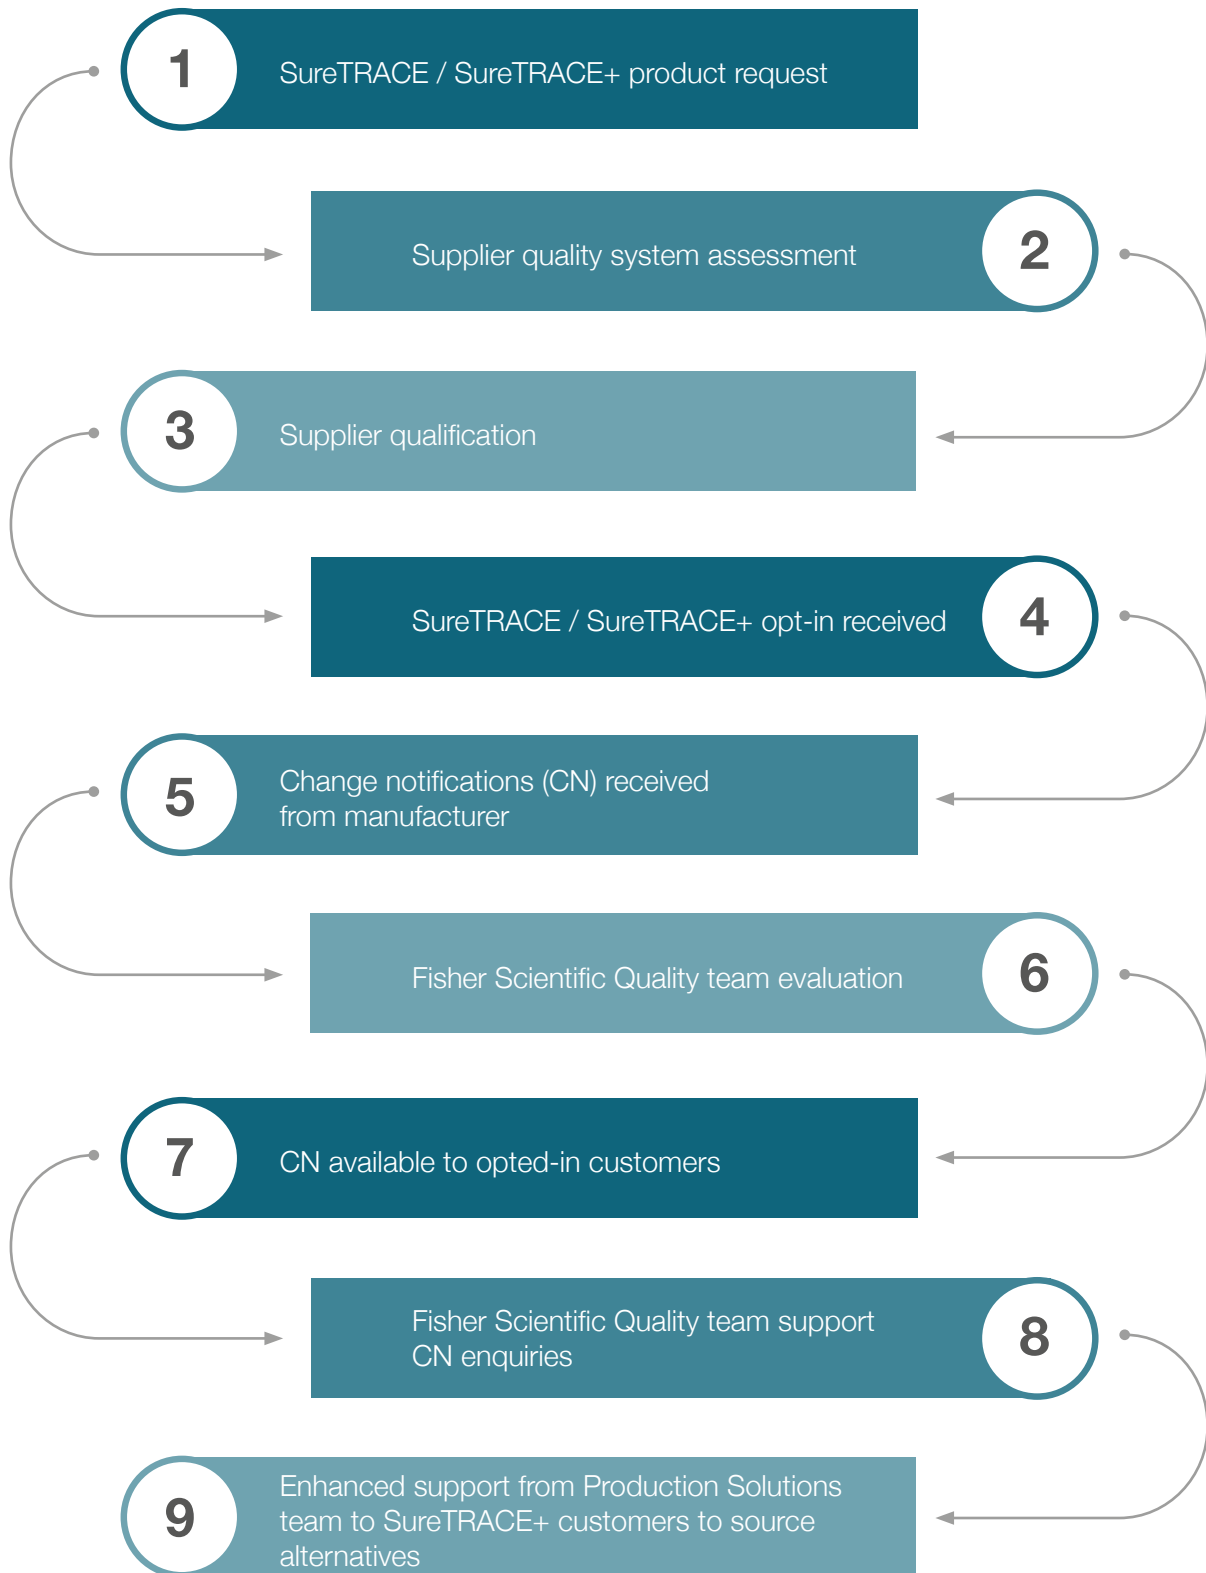 1
SureTRACE / SureTRACE+ product request
Supplier quality system assessment
2
3
Supplier qualification
SureTRACE / SureTRACE+ opt-in received
4
5
Change notifications (CN) received
from manufacturer
Fisher Scientific Quality team evaluation
6
7
CN available to opted-in customers
Fisher Scientific Quality team support
CN enquiries
8
9
Enhanced support from Production Solutions
team to SureTRACE+ customers to source
alternatives